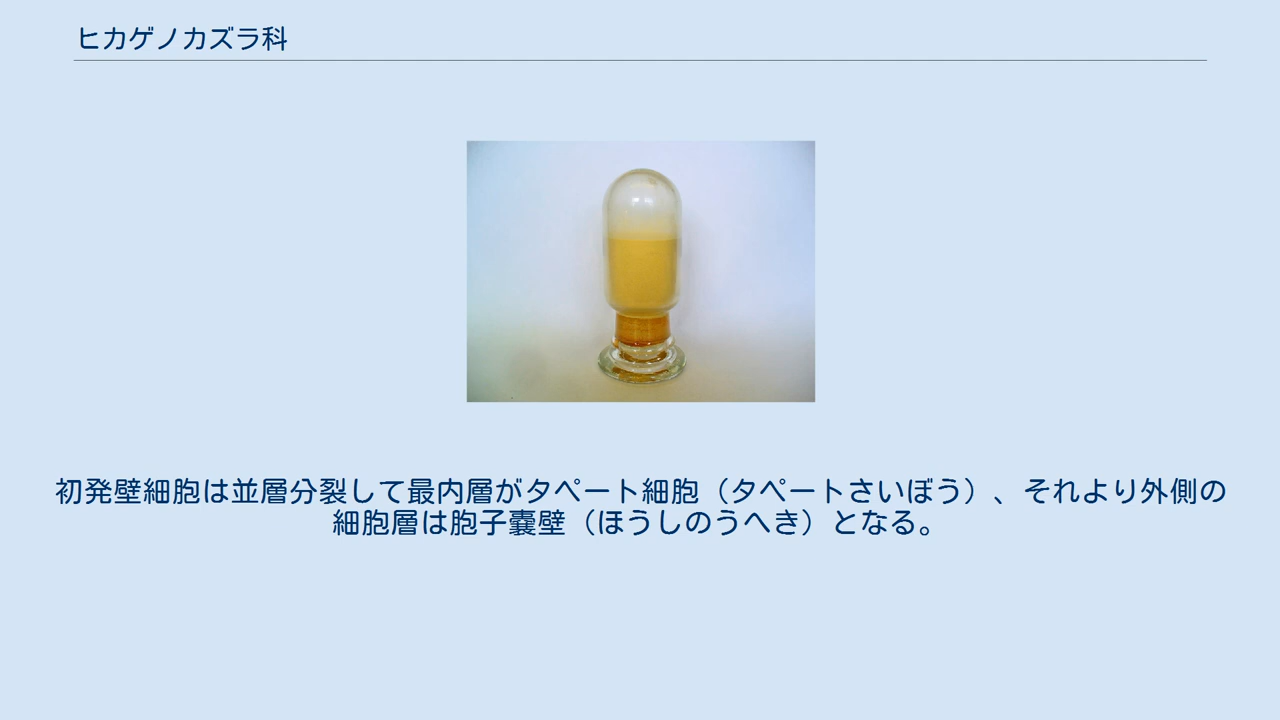 ヒカゲノカズラ科
初発壁細胞は並層分裂して最内層がタペート細胞（タペートさいぼう）、それより外側の
細胞層は胞子嚢壁（ほうしのうへき）となる。